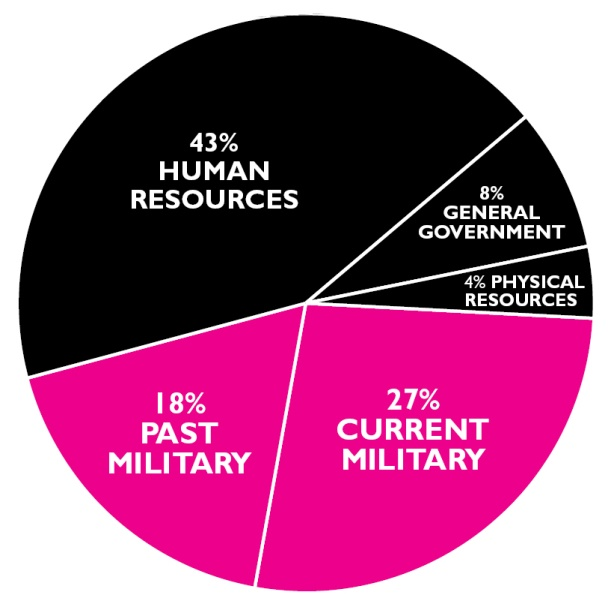 43%
HUMAN
RESOURCES
8%
GENERAL
GOVERNMENT
4% PHYSICAL
RESOURCES
18%
PAST
MILITARY
27%
CURRENT
MILITARY